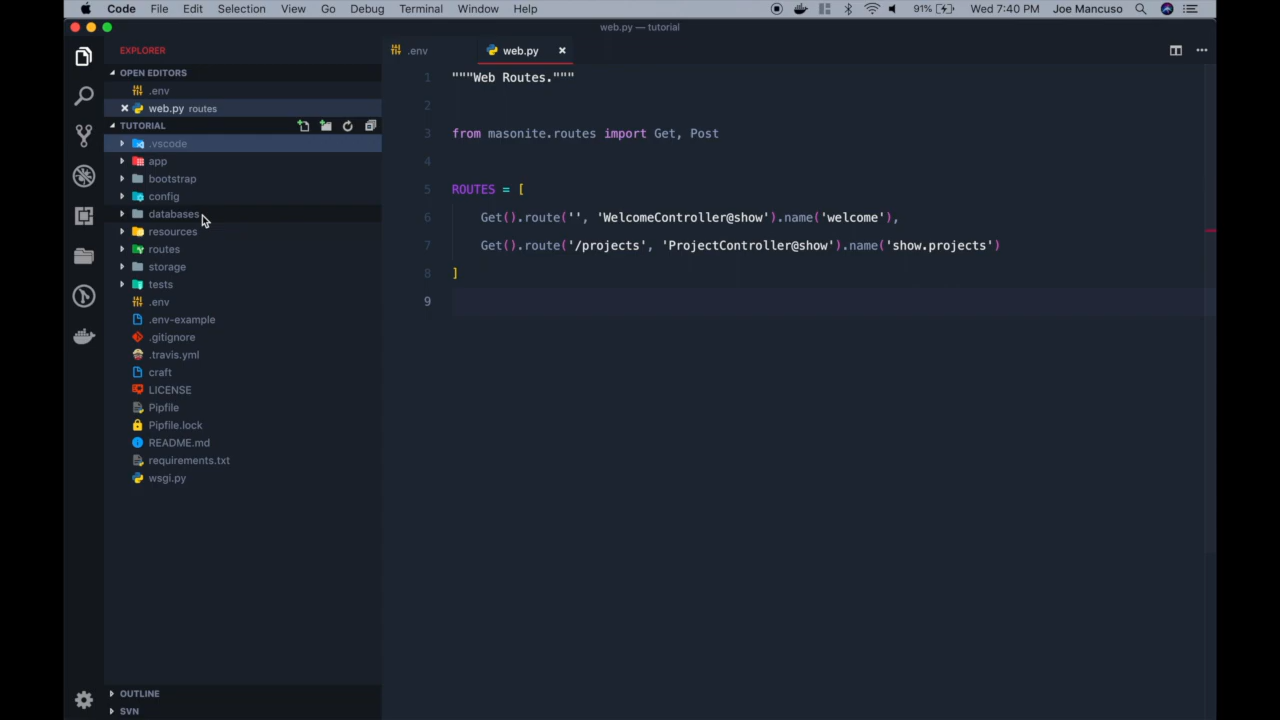 Code File Edit Selection View Go Debug Terminal Window Help 91% Wed 7:40 PM Joe Mancuso
web.py — tutorial
EXPLORER
.env web.py
OPEN EDITORS
.env
web.py routes
TUTORIAL
.vscode
app
bootstrap
config
databases
resources
routes
storage
tests
.env
.env-example
.gitignore
.travis.yml
craft
LICENSE
Pipfile
Pipfile.lock
README.md
requirements.txt
wsgi.py
OUTLINE
SVN
1 """Web Routes."""
2
3 from masonite.routes import Get, Post
4
5 ROUTES = [
6 Get().route('', 'WelcomeController@show').name('welcome'),
7 Get().route('/projects', 'ProjectController@show').name('show.projects')
8 ]
9